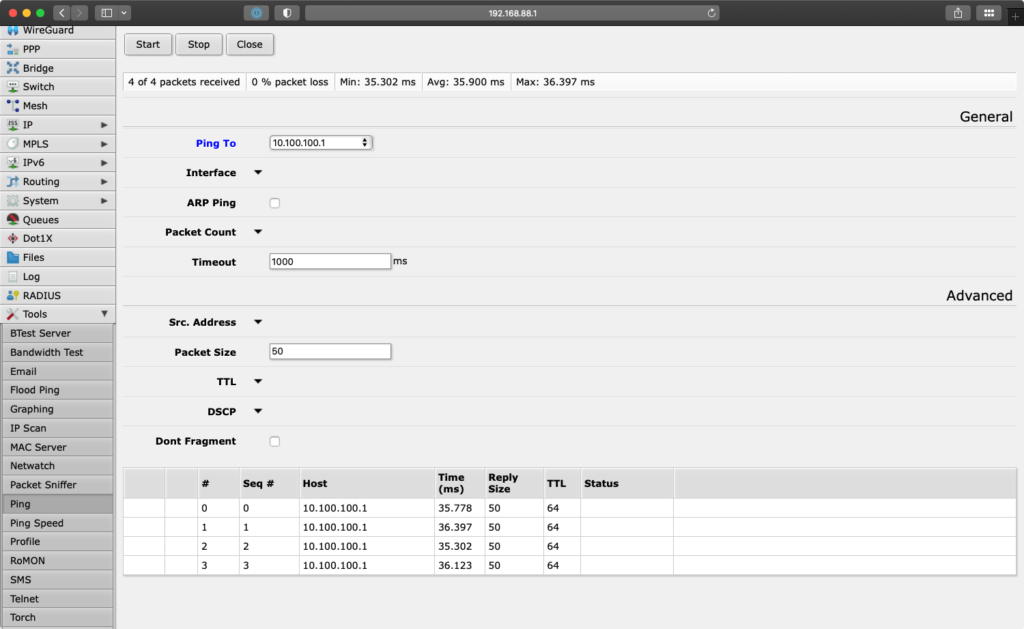 192.168.88.1
WireGuard
PPP
Bridge
Switch
Mesh
IP
MPLS
IPv6
Routing
System
Queues
Dot1X
Files
Log
RADIUS
Tools
BTest Server
Bandwidth Test
Email
Flood Ping
Graphing
IP Scan
MAC Server
Netwatch
Packet Sniffer
Ping
Ping Speed
Profile
RoMON
SMS
Telnet
Torch
Start Stop Close
4 of 4 packets received 0 % packet loss Min: 35.302 ms Avg: 35.900 ms Max: 36.397 ms
General
Ping To 10.100.100.1
Interface
ARP Ping
Packet Count
Timeout 1000 ms
Advanced
Src. Address
Packet Size 50
TTL
DSCP
Dont Fragment
# Seq # Host Time (ms) Reply Size TTL Status
0 0 10.100.100.1 35.778 50 64
1 1 10.100.100.1 36.397 50 64
2 2 10.100.100.1 35.302 50 64
3 3 10.100.100.1 36.123 50 64